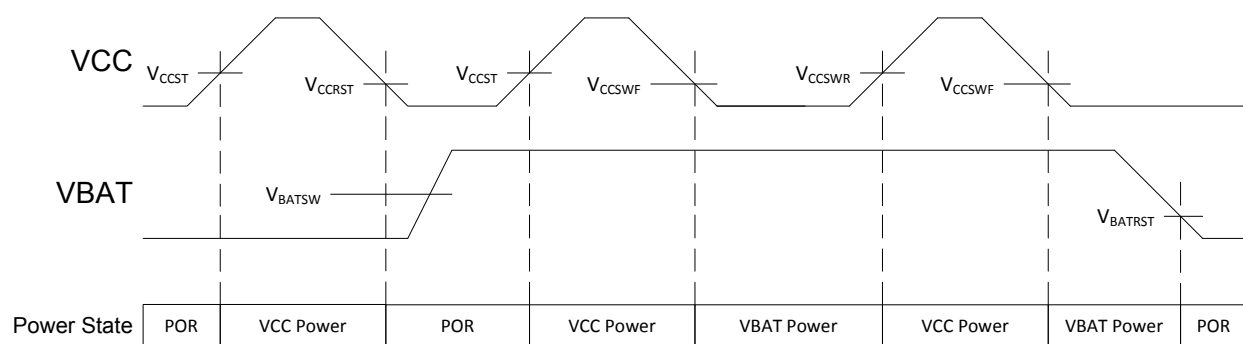 VCC
VCCST
VCCRST
VCCST
VCCSWF
VCCSWR
VCCSWF
VBAT
VBATSW
VBATRST
Power State POR VCC Power POR VCC Power VBAT Power VCC Power VBAT Power POR